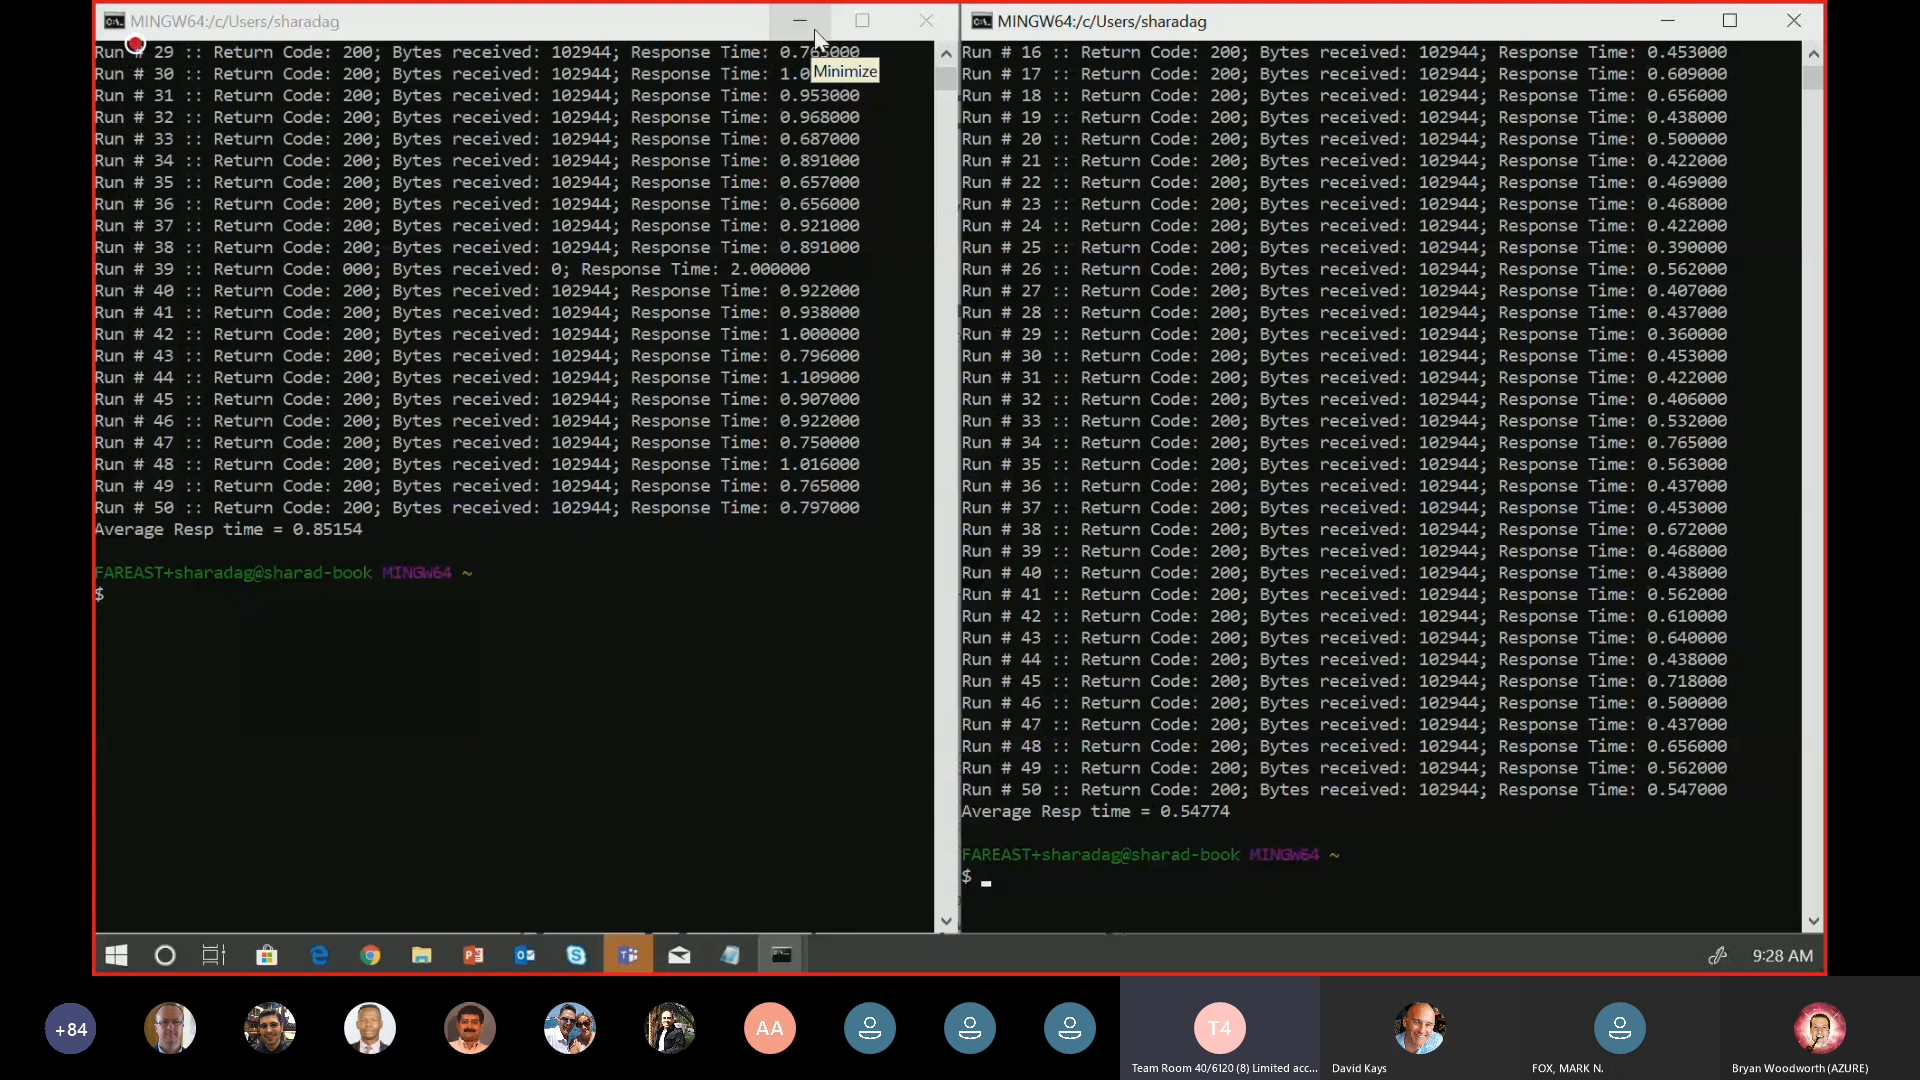 MINGW64:/c/Users/sharadag
Run # 29 :: Return Code: 200; Bytes received: 102944; Response Time: 0.765000
Minimize
Run # 30 :: Return Code: 200; Bytes received: 102944; Response Time: 1.0
Run # 31 :: Return Code: 200; Bytes received: 102944; Response Time: 0.953000
Run # 32 :: Return Code: 200; Bytes received: 102944; Response Time: 0.968000
Run # 33 :: Return Code: 200; Bytes received: 102944; Response Time: 0.687000
Run # 34 :: Return Code: 200; Bytes received: 102944; Response Time: 0.891000
Run # 35 :: Return Code: 200; Bytes received: 102944; Response Time: 0.657000
Run # 36 :: Return Code: 200; Bytes received: 102944; Response Time: 0.656000
Run # 37 :: Return Code: 200; Bytes received: 102944; Response Time: 0.921000
Run # 38 :: Return Code: 200; Bytes received: 102944; Response Time: 0.891000
Run # 39 :: Return Code: 000; Bytes received: 0; Response Time: 2.000000
Run # 40 :: Return Code: 200; Bytes received: 102944; Response Time: 0.922000
Run # 41 :: Return Code: 200; Bytes received: 102944; Response Time: 0.938000
Run # 42 :: Return Code: 200; Bytes received: 102944; Response Time: 1.000000
Run # 43 :: Return Code: 200; Bytes received: 102944; Response Time: 0.796000
Run # 44 :: Return Code: 200; Bytes received: 102944; Response Time: 1.109000
Run # 45 :: Return Code: 200; Bytes received: 102944; Response Time: 0.907000
Run # 46 :: Return Code: 200; Bytes received: 102944; Response Time: 0.922000
Run # 47 :: Return Code: 200; Bytes received: 102944; Response Time: 0.750000
Run # 48 :: Return Code: 200; Bytes received: 102944; Response Time: 1.016000
Run # 49 :: Return Code: 200; Bytes received: 102944; Response Time: 0.765000
Run # 50 :: Return Code: 200; Bytes received: 102944; Response Time: 0.797000
Average Resp time = 0.85154
FAREAST+sharadag@sharad-book MINGW64 ~
$
MINGW64:/c/Users/sharadag
Run # 16 :: Return Code: 200; Bytes received: 102944; Response Time: 0.453000
Run # 17 :: Return Code: 200; Bytes received: 102944; Response Time: 0.609000
Run # 18 :: Return Code: 200; Bytes received: 102944; Response Time: 0.656000
Run # 19 :: Return Code: 200; Bytes received: 102944; Response Time: 0.438000
Run # 20 :: Return Code: 200; Bytes received: 102944; Response Time: 0.500000
Run # 21 :: Return Code: 200; Bytes received: 102944; Response Time: 0.422000
Run # 22 :: Return Code: 200; Bytes received: 102944; Response Time: 0.469000
Run # 23 :: Return Code: 200; Bytes received: 102944; Response Time: 0.468000
Run # 24 :: Return Code: 200; Bytes received: 102944; Response Time: 0.422000
Run # 25 :: Return Code: 200; Bytes received: 102944; Response Time: 0.390000
Run # 26 :: Return Code: 200; Bytes received: 102944; Response Time: 0.562000
Run # 27 :: Return Code: 200; Bytes received: 102944; Response Time: 0.407000
Run # 28 :: Return Code: 200; Bytes received: 102944; Response Time: 0.437000
Run # 29 :: Return Code: 200; Bytes received: 102944; Response Time: 0.360000
Run # 30 :: Return Code: 200; Bytes received: 102944; Response Time: 0.453000
Run # 31 :: Return Code: 200; Bytes received: 102944; Response Time: 0.422000
Run # 32 :: Return Code: 200; Bytes received: 102944; Response Time: 0.406000
Run # 33 :: Return Code: 200; Bytes received: 102944; Response Time: 0.532000
Run # 34 :: Return Code: 200; Bytes received: 102944; Response Time: 0.765000
Run # 35 :: Return Code: 200; Bytes received: 102944; Response Time: 0.563000
Run # 36 :: Return Code: 200; Bytes received: 102944; Response Time: 0.437000
Run # 37 :: Return Code: 200; Bytes received: 102944; Response Time: 0.453000
Run # 38 :: Return Code: 200; Bytes received: 102944; Response Time: 0.672000
Run # 39 :: Return Code: 200; Bytes received: 102944; Response Time: 0.468000
Run # 40 :: Return Code: 200; Bytes received: 102944; Response Time: 0.438000
Run # 41 :: Return Code: 200; Bytes received: 102944; Response Time: 0.562000
Run # 42 :: Return Code: 200; Bytes received: 102944; Response Time: 0.610000
Run # 43 :: Return Code: 200; Bytes received: 102944; Response Time: 0.640000
Run # 44 :: Return Code: 200; Bytes received: 102944; Response Time: 0.438000
Run # 45 :: Return Code: 200; Bytes received: 102944; Response Time: 0.718000
Run # 46 :: Return Code: 200; Bytes received: 102944; Response Time: 0.500000
Run # 47 :: Return Code: 200; Bytes received: 102944; Response Time: 0.437000
Run # 48 :: Return Code: 200; Bytes received: 102944; Response Time: 0.656000
Run # 49 :: Return Code: 200; Bytes received: 102944; Response Time: 0.562000
Run # 50 :: Return Code: 200; Bytes received: 102944; Response Time: 0.547000
Average Resp time = 0.54774
FAREAST+sharadag@sharad-book MINGW64 ~
$
9:28 AM
+84
AA
T4
Team Room 40/6120 (8) Limited acc...
David Kays
FOX, MARK N.
Bryan Woodworth (AZURE)